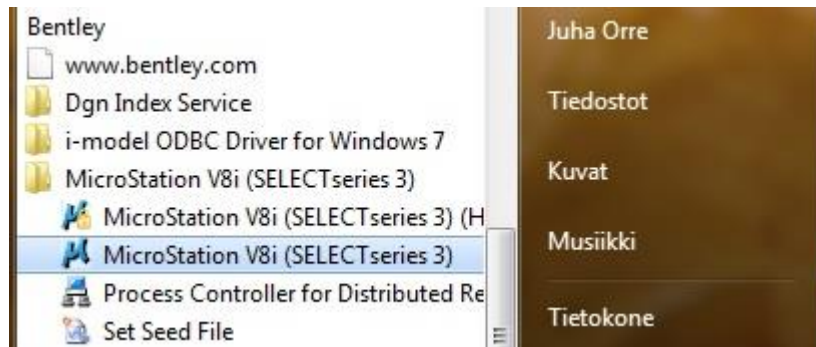 Bentley
www.bentley.com
Dgn Index Service
i-model ODBC Driver for Windows 7
MicroStation V8i (SELECTseries 3)
MicroStation V8i (SELECTseries 3) (H
MicroStation V8i (SELECTseries 3)
Process Controller for Distributed Re
Set Seed File
Juha Orre
Tiedostot
Kuvat
Musiikki
Tietokone